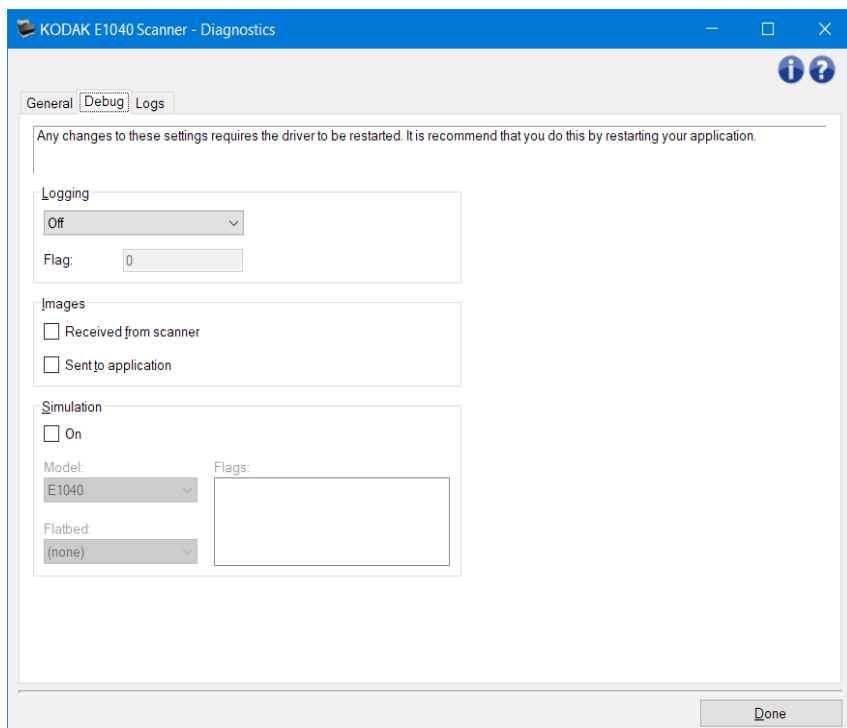 KODAK E1040 Scanner - Diagnostics
General Debug Logs
Any changes to these settings requires the driver to be restarted. It is recommend that you do this by restarting your application.
Logging
Off
Flag: 0
Images
Received from scanner
Sent to application
Simulation
On
Model: Flags:
E1040
Flatbed:
(none)
Done